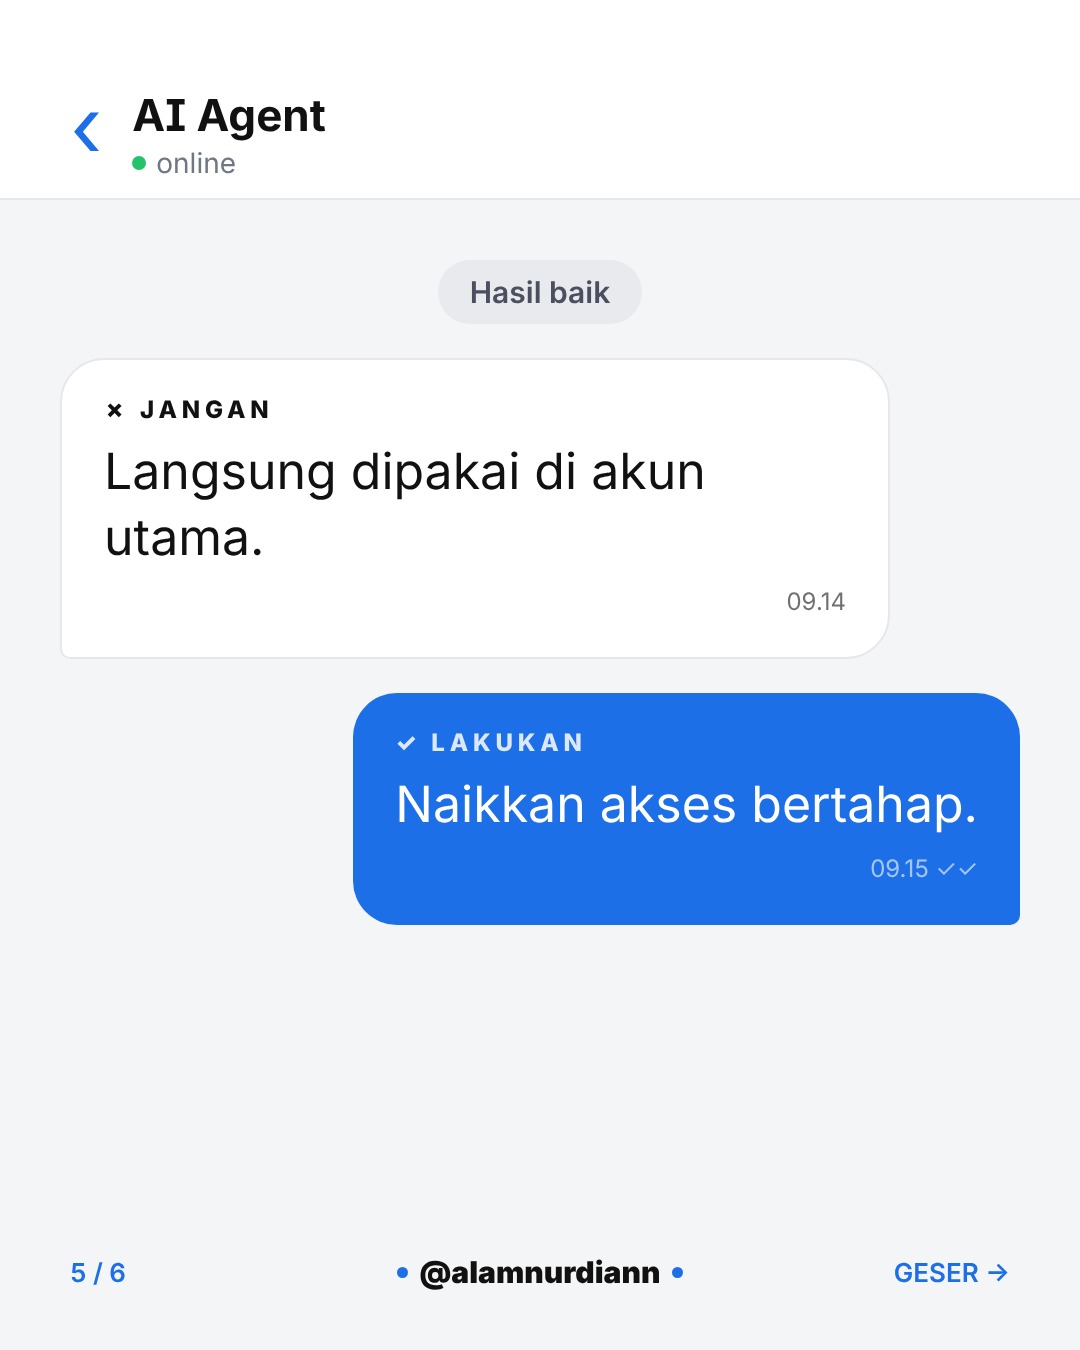 AI Agent
online
Hasil baik
× JANGAN
Langsung dipakai di akun
utama.
09.14
✓ LAKUKAN
Naikkan akses bertahap.
09.15 ✓✓
5 / 6
• @alamnurdiann •
GESER →